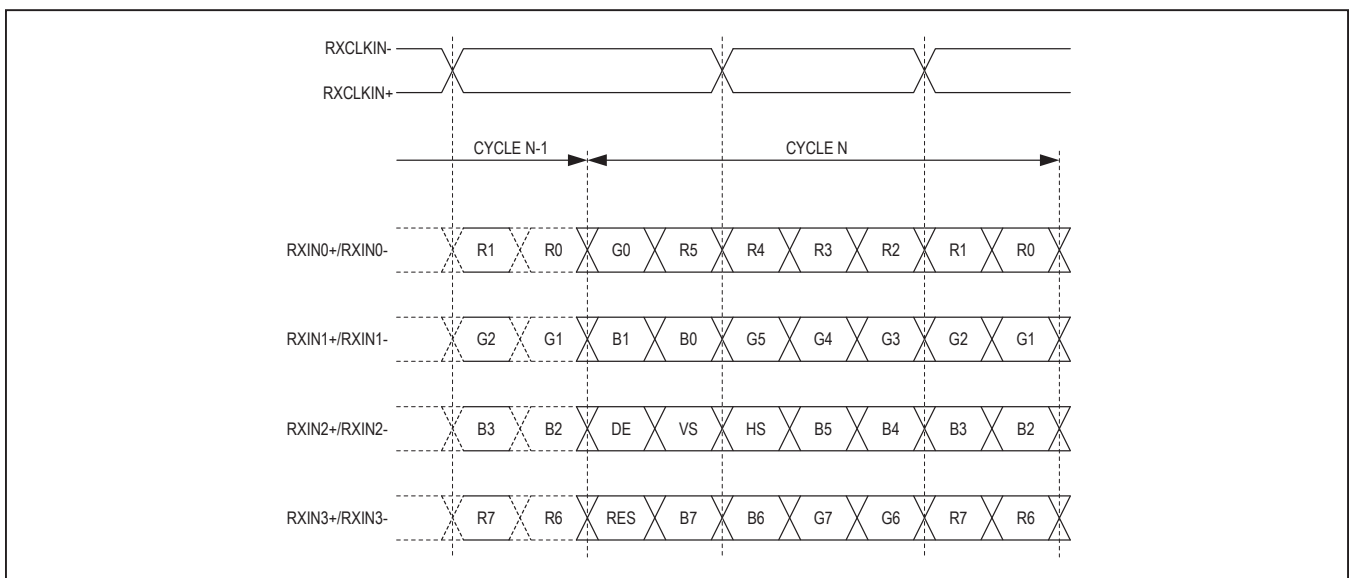 RXCLKIN-
RXCLKIN+
CYCLE N-1 CYCLE N
RXIN0+/RXIN0- R1 R0 G0 R5 R4 R3 R2 R1 R0
RXIN1+/RXIN1- G2 G1 B1 B0 G5 G4 G3 G2 G1
RXIN2+/RXIN2- B3 B2 DE VS HS B5 B4 B3 B2
RXIN3+/RXIN3- R7 R6 RES B7 B6 G7 G6 R7 R6